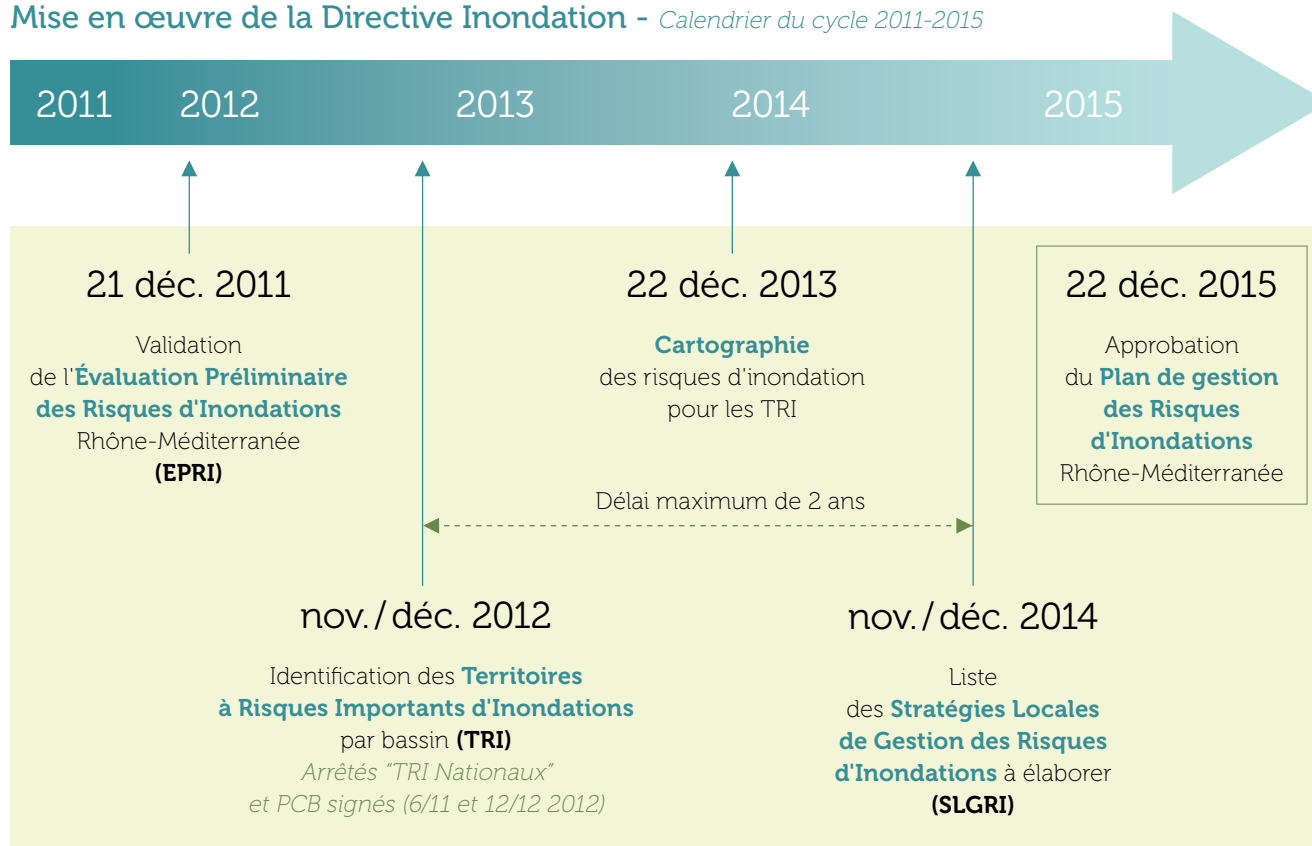 Mise en œuvre de la Directive Inondation - Calendrier du cycle 2011-2015
2011 2012 2013 2014 2015
21 déc. 2011
Validation
de l'Évaluation Préliminaire
des Risques d'Inondations
Rhône-Méditerranée
(EPRI)
22 déc. 2013
Cartographie
des risques d'inondation
pour les TRI
22 déc. 2015
Approbation
du Plan de gestion
des Risques
d'Inondations
Rhône-Méditerranée
Délai maximum de 2 ans
nov./déc. 2012
Identification des Territoires
à Risques Importants d'Inondations
par bassin (TRI)
Arrêtés "TRI Nationaux"
et PCB signés (6/11 et 12/12 2012)
nov./déc. 2014
Liste
des Stratégies Locales
de Gestion des Risques
d'Inondations à élaborer
(SLGRI)